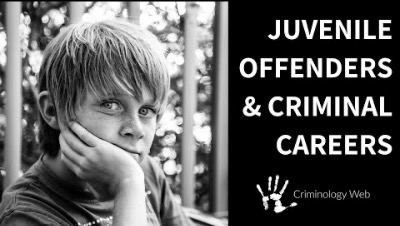 JUVENILE
OFFENDERS
& CRIMINAL
CAREERS
Criminology Web